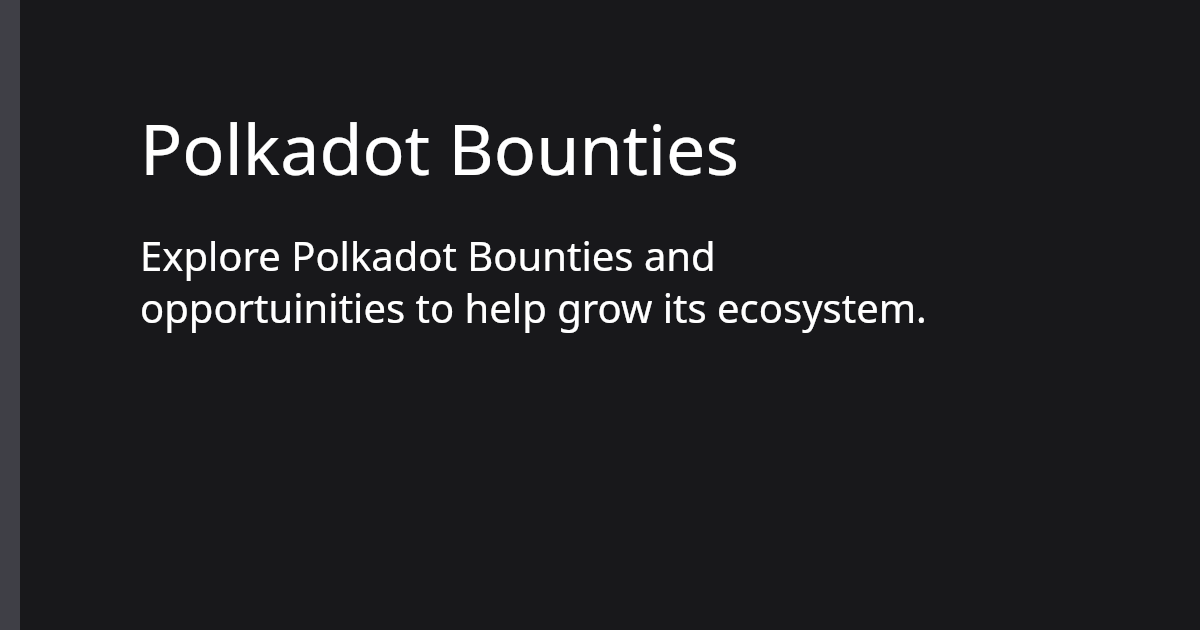 Polkadot Bounties
Explore Polkadot Bounties and
opportuinities to help grow its ecosystem.